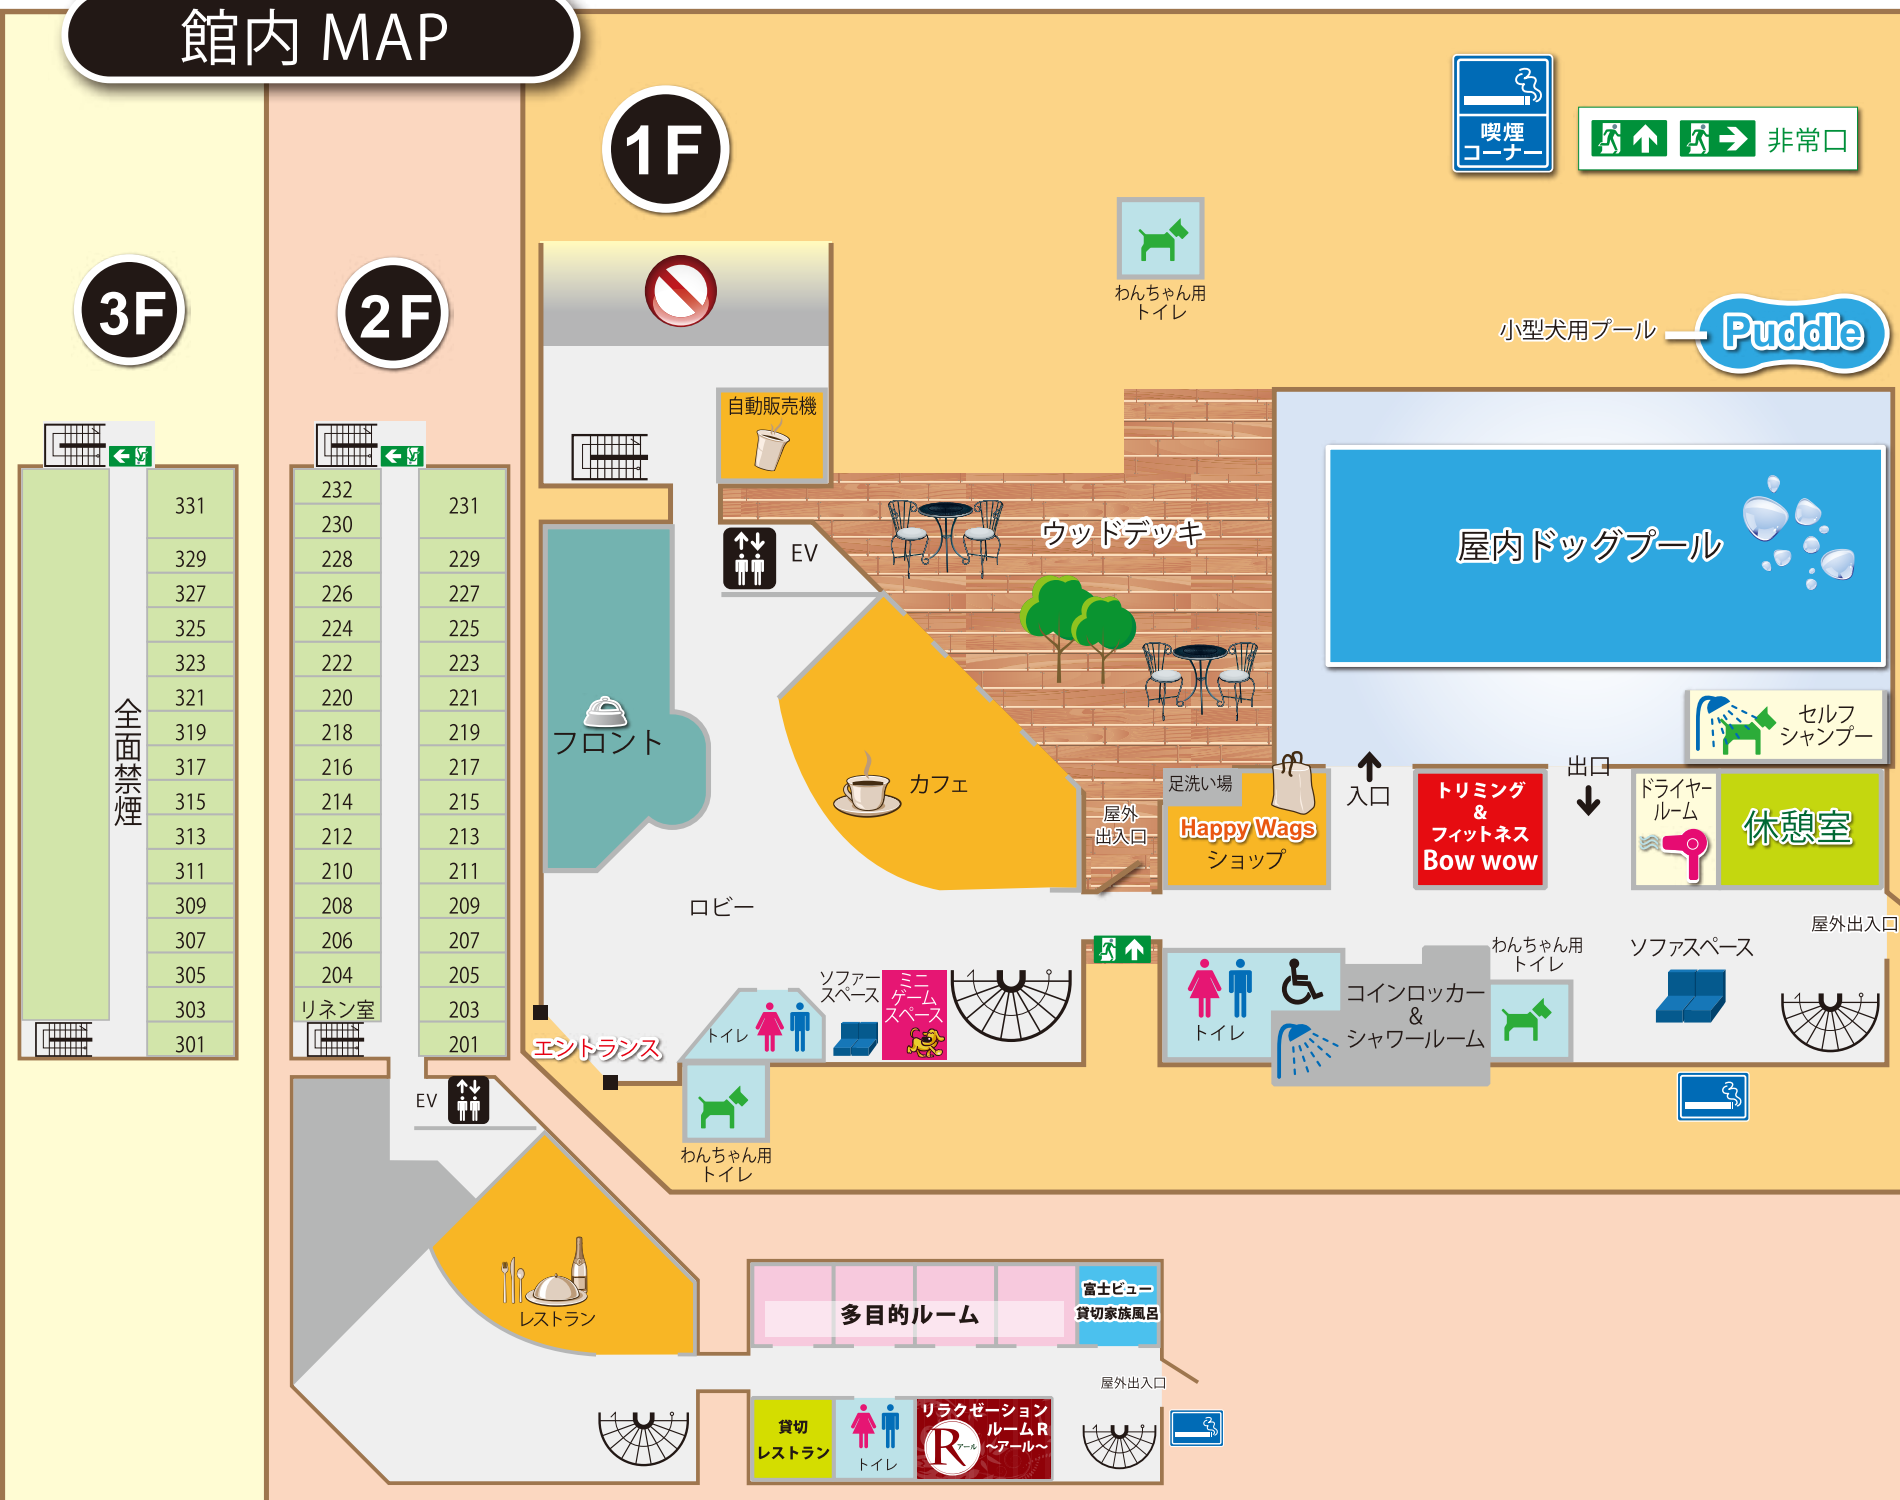 館内 MAP
3F
331
329
327
325
323
321
319
317
315
313
311
309
307
305
303
301
全面禁煙
2F
232
230
228
226
224
222
220
218
216
214
212
210
208
206
204
リネン室
231
229
227
225
223
221
219
217
215
213
211
209
207
205
203
201
EV
レストラン
多目的ルーム
富士ビュー
貸切家族風呂
屋外出入口
貸切
レストラン
トイレ
リラクゼーション
ルーム R
～アール～
R
アール
1F
喫煙
コーナー
非常口
わんちゃん用
トイレ
小型犬用プール
Puddle
自動販売機
EV
ウッドデッキ
屋内ドッグプール
セルフ
シャンプー
フロント
カフェ
屋外
出入口
足洗い場
Happy Wags
ショップ
入口
トリミング
&
フィットネス
Bow wow
出口
ドライヤー
ルーム
休憩室
ロビー
屋外出入口
エントランス
トイレ
ソファー
スペース
ミニ
ゲーム
スペース
トイレ
コインロッカー
&
シャワールーム
わんちゃん用
トイレ
ソファスペース
わんちゃん用
トイレ